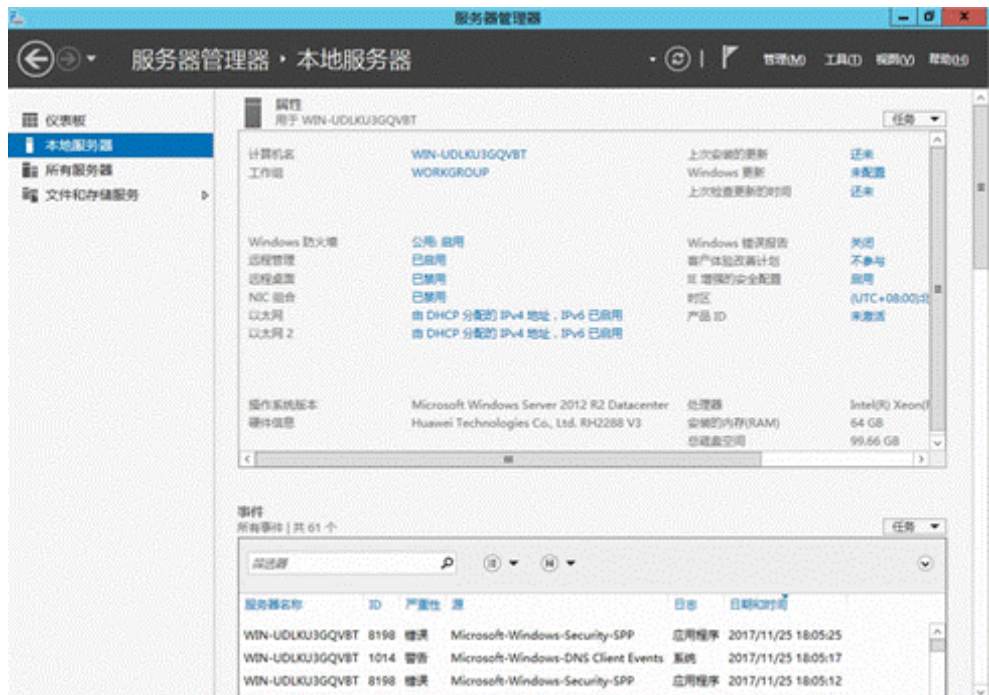 服务器管理器
服务器管理器 · 本地服务器
管理(M) 工具(T) 视图(V) 帮助(H)
仪表板
本地服务器
所有服务器
文件和存储服务
属性
用于 WIN-UDLKU3GQVBT
任务
计算机名 WIN-UDLKU3GQVBT 上次安装的更新 还未
工作组 WORKGROUP Windows 更新 未配置
上次检查更新的时间 还未
Windows 防火墙 公用: 启用 Windows 错误报告 关闭
远程管理 已启用 客户体验改善计划 不参与
远程桌面 已禁用 IE 增强的安全配置 启用
NIC 组合 已禁用 时区 (UTC+08:00)北
以太网 由 DHCP 分配的 IPv4 地址，IPv6 已启用 产品 ID 未激活
以太网 2 由 DHCP 分配的 IPv4 地址，IPv6 已启用
操作系统版本 Microsoft Windows Server 2012 R2 Datacenter 处理器 Intel(R) Xeon(R
硬件信息 Huawei Technologies Co., Ltd. RH2288 V3 安装的内存(RAM) 64 GB
总磁盘空间 99.66 GB
事件
所有事件 | 共 61 个
任务
筛选器
服务器名称 ID 严重性 源 日志 日期和时间
WIN-UDLKU3GQVBT 8198 错误 Microsoft-Windows-Security-SPP 应用程序 2017/11/25 18:05:25
WIN-UDLKU3GQVBT 1014 警告 Microsoft-Windows-DNS Client Events 系统 2017/11/25 18:05:17
WIN-UDLKU3GQVBT 8198 错误 Microsoft-Windows-Security-SPP 应用程序 2017/11/25 18:05:12